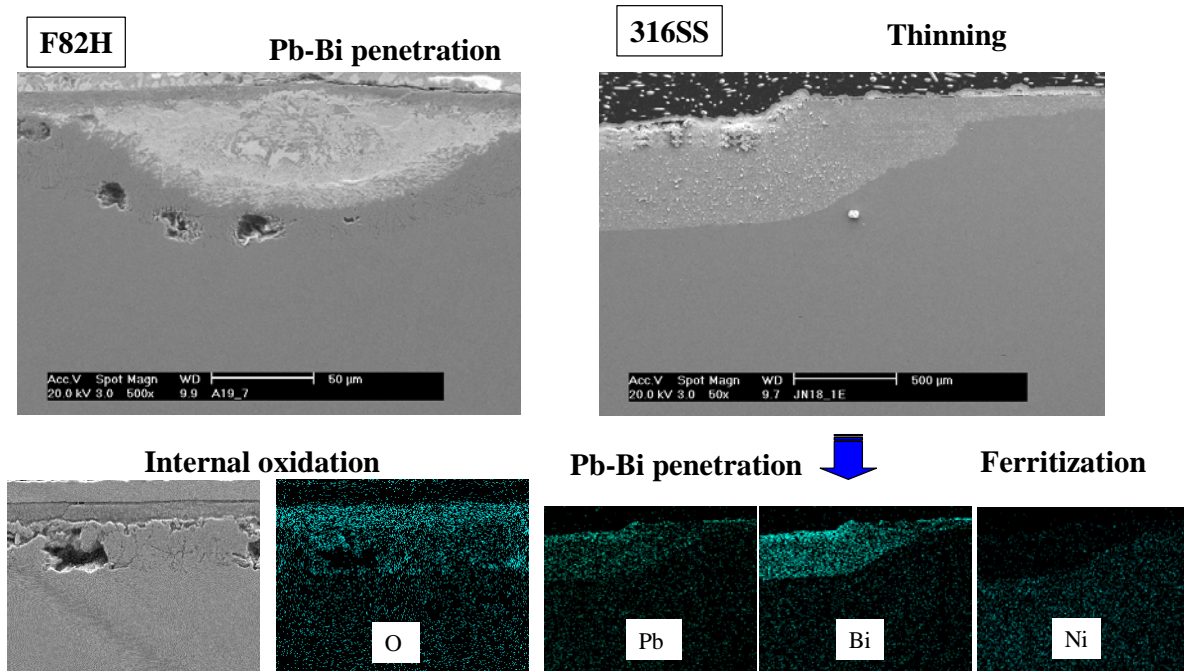 F82H
Pb-Bi penetration
316SS
Thinning
Acc.V Spot Magn WD 50 µm
20.0 kV 3.0 500x 9.9 A19_7
Acc.V Spot Magn WD 500 µm
20.0 kV 3.0 50x 9.7 JN18_1E
Internal oxidation
Pb-Bi penetration
Ferritization
O
Pb
Bi
Ni